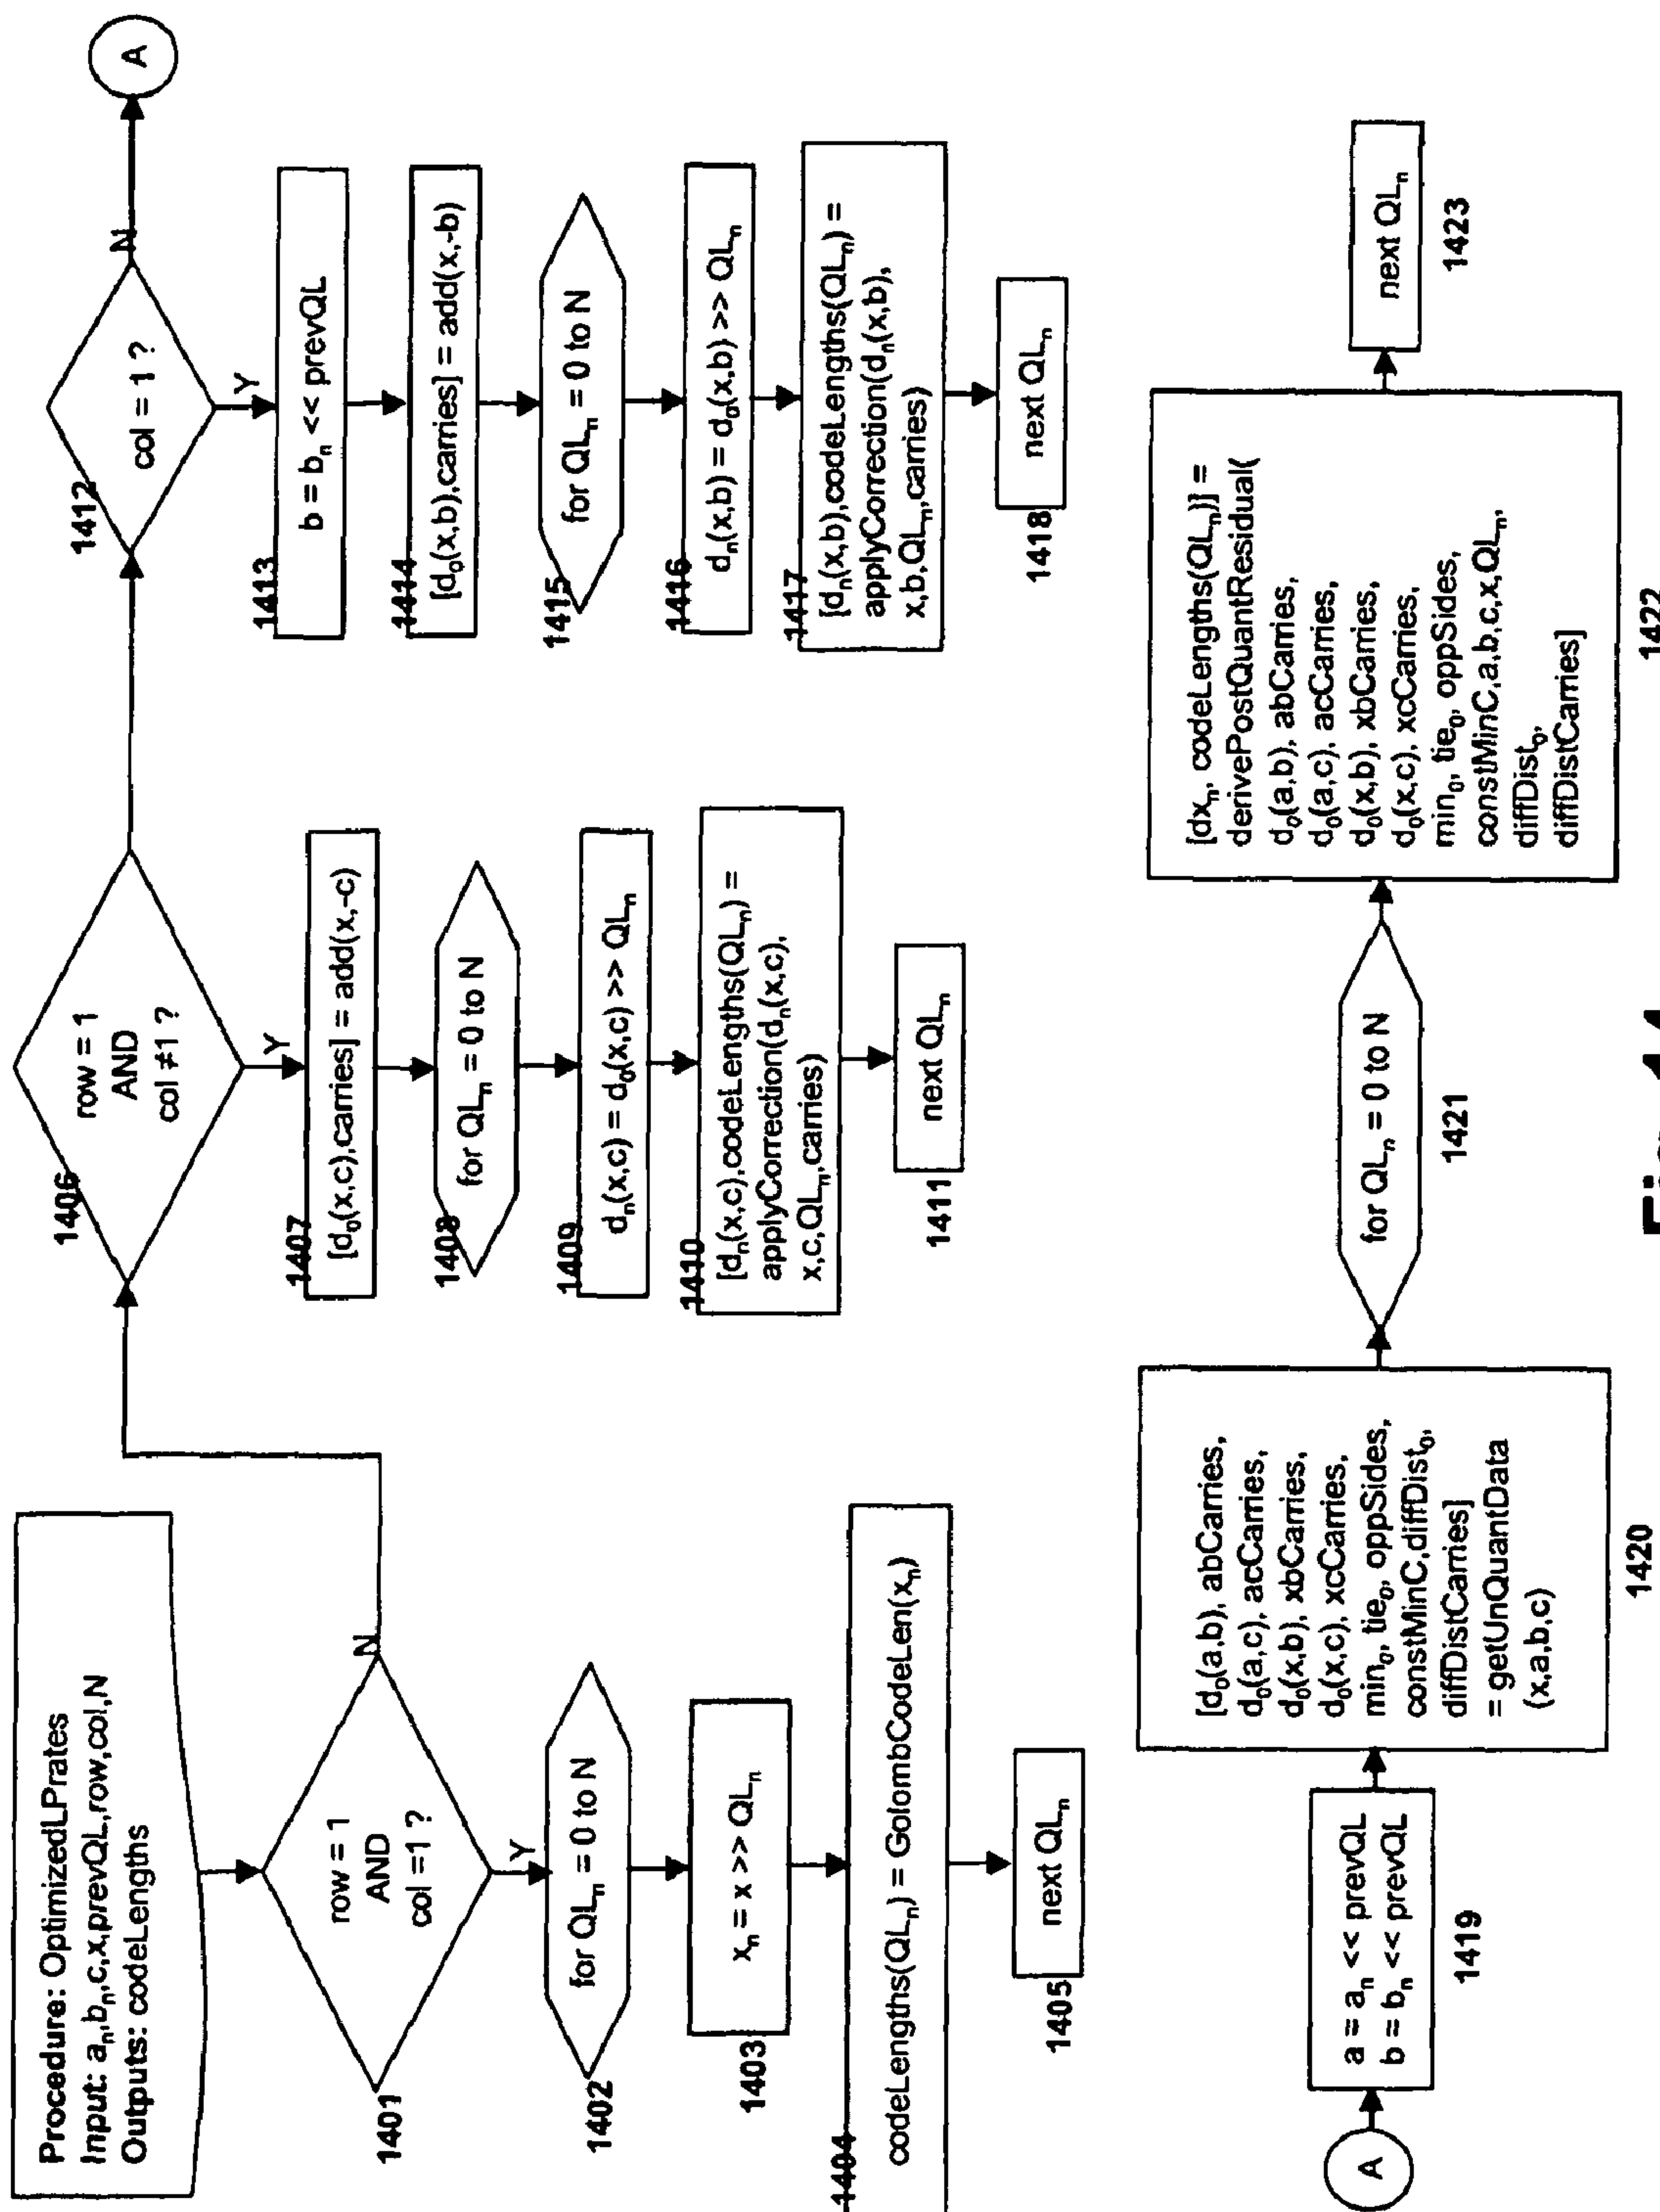 Procedure: OptimizedLPrates
Input: aₙ,bₙ,c,x,prevQL,row,col,N
Outputs: codeLengths
1401
row = 1
AND
col =1 ?
N
Y
1402
for QLₙ = 0 to N
1403
xₙ = x >> QLₙ
1404
codeLengths(QLₙ) = GolombCodeLen(xₙ)
1405
next QLₙ
1406
row = 1
AND
col ≠1 ?
Y
1407
[d₀(x,c),carries] = add(x,-c)
1408
for QLₙ = 0 to N
1409
dₙ(x,c) = d₀(x,c) >> QLₙ
1410
[dₙ(x,c),codeLengths(QLₙ) =
applyCorrection(dₙ(x,c),
x,c,QLₙ,carries)
1411
next QLₙ
1412
col = 1 ?
N
A
Y
1413
b = bₙ << prevQL
1414
[d₀(x,b),carries] = add(x,-b)
1415
for QLₙ = 0 to N
1416
dₙ(x,b) = d₀(x,b) >> QLₙ
1417
[dₙ(x,b),codeLengths(QLₙ) =
applyCorrection(dₙ(x,b),
x,b,QLₙ,carries)
1418
next QLₙ
A
a = aₙ << prevQL
b = bₙ << prevQL
1419
[d₀(a,b), abCarries,
d₀(a,c), acCarries,
d₀(x,b), xbCarries,
d₀(x,c), xcCarries,
min₀, tie₀, oppSides,
constMinC,diffDist₀,
diffDistCarries]
= getUnQuantData
(x,a,b,c)
1420
for QLₙ = 0 to N
1421
[dxₙ, codeLengths(QLₙ)] =
derivePostQuantResidual(
d₀(a,b), abCarries,
d₀(a,c), acCarries,
d₀(x,b), xbCarries,
d₀(x,c), xcCarries,
min₀, tie₀, oppSides,
constMinC,a,b,c,x,QLₙ,
diffDist₀,
diffDistCarries]
1422
next QLₙ
1423